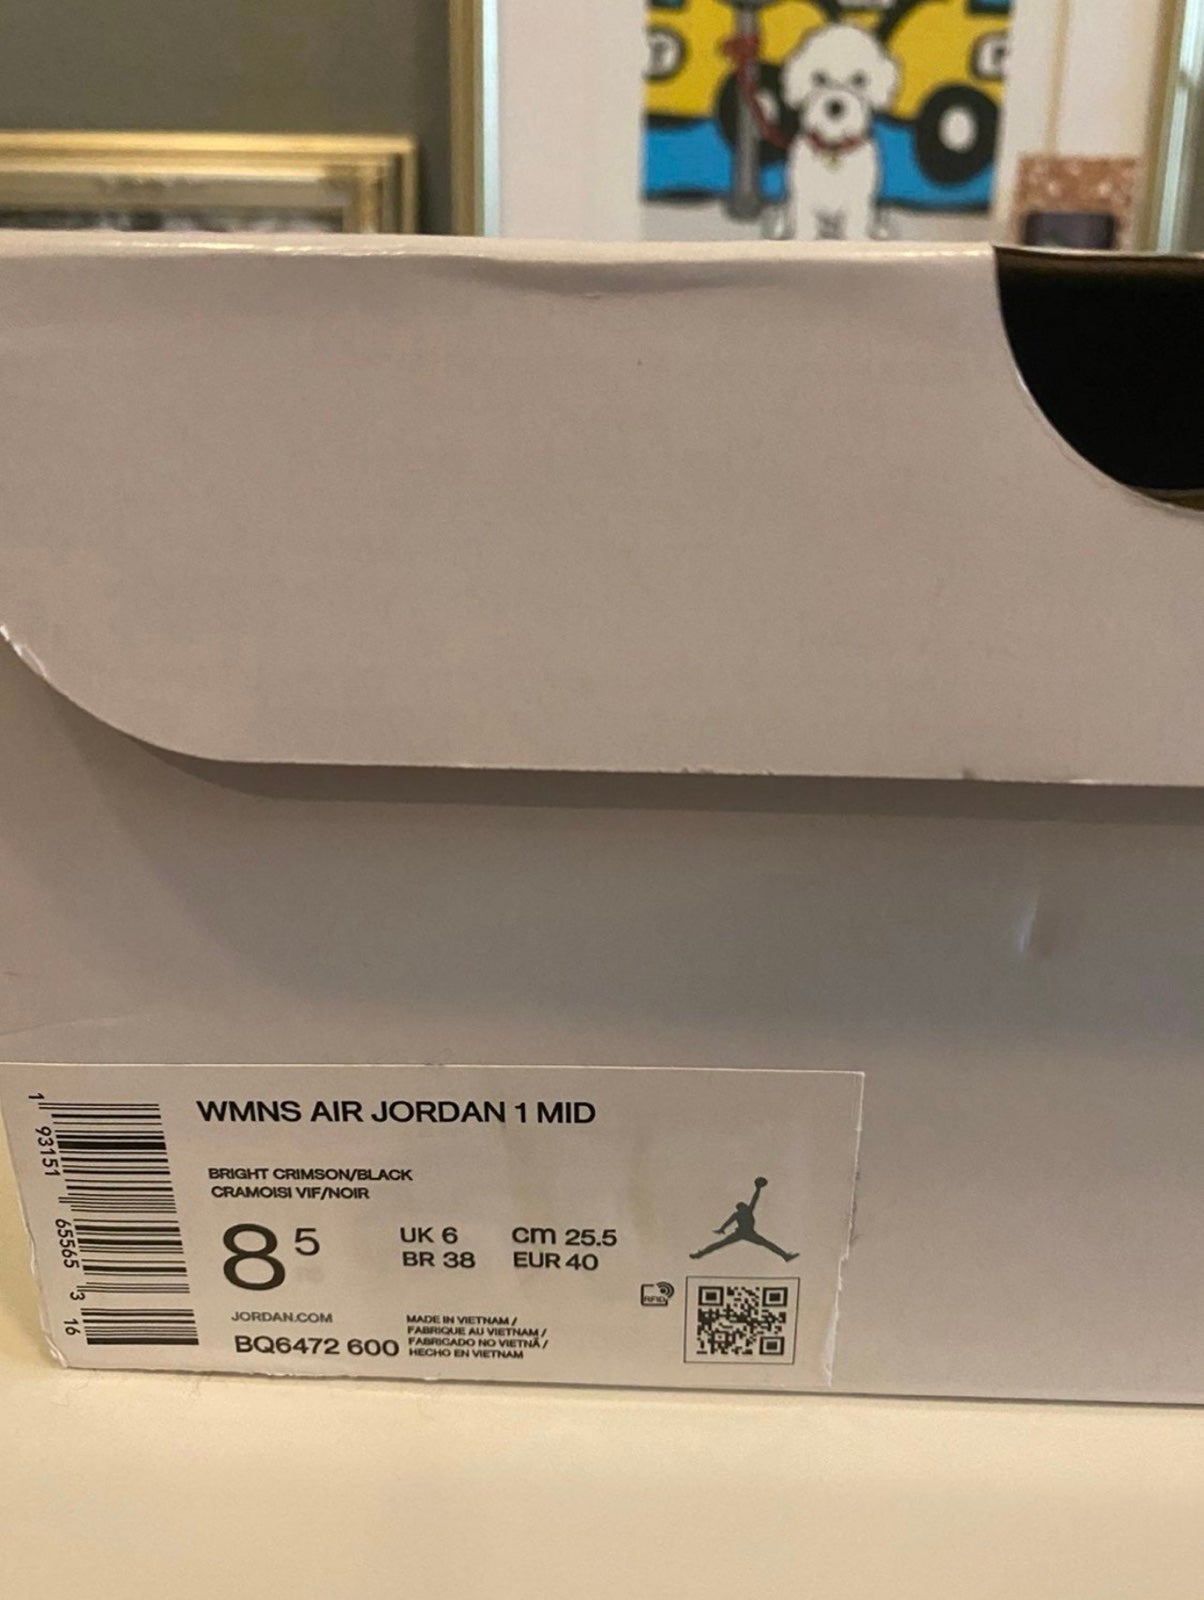 WMNS AIR JORDAN 1 MID
BRIGHT CRIMSON/BLACK
CRAMOISI VIF/NOIR
8 5
UK 6
BR 38
cm 25.5
EUR 40
JORDAN.COM
BQ6472 600
MADE IN VIETNAM /
FABRIQUE AU VIETNAM /
FABRICADO NO VIETNÃ /
HECHO EN VIETNAM
RFID
1 93151 65565 3 16